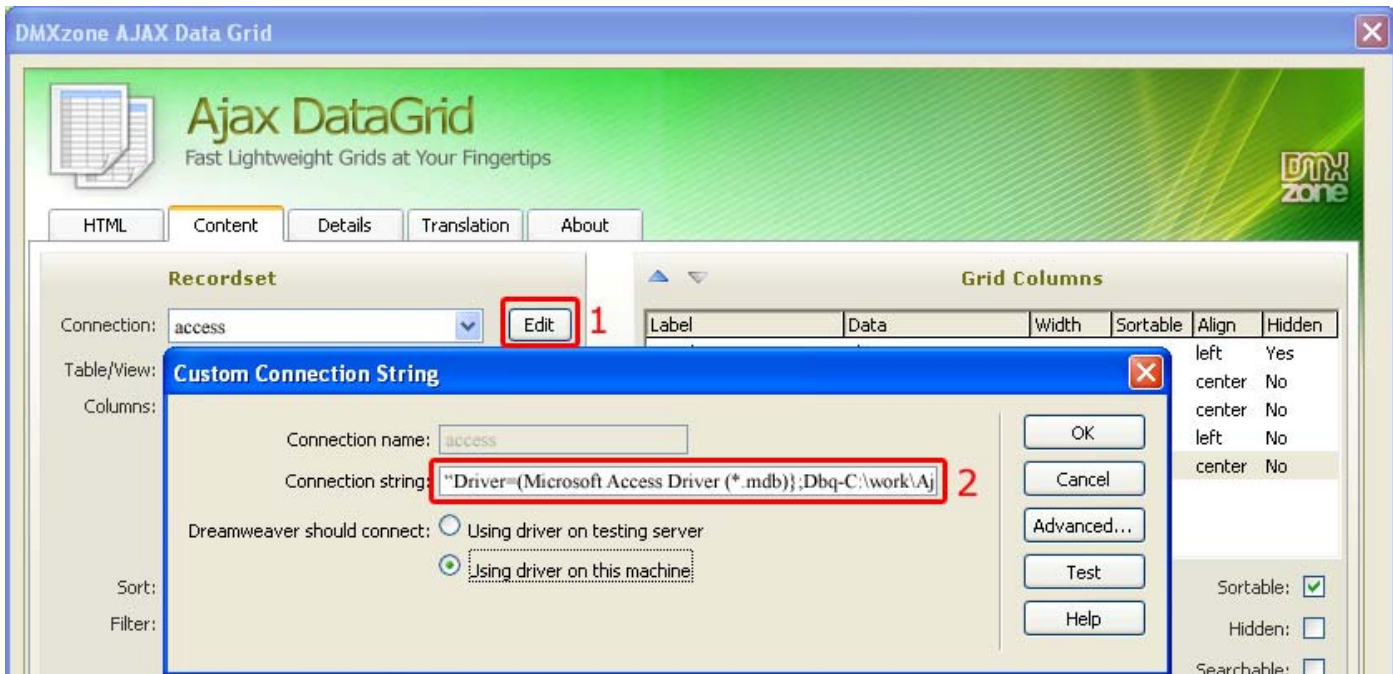 DMXzone AJAX Data Grid
Ajax DataGrid
Fast Lightweight Grids at Your Fingertips
DMX
zone
HTML Content Details Translation About
Recordset
Grid Columns
Connection: access Edit 1
Label Data Width Sortable Align Hidden
left Yes
Table/View:
Custom Connection String
center No
Columns:
center No
Connection name: access
OK
left No
Connection string: "Driver=(Microsoft Access Driver (*.mdb)};Dbq-C:\work\Aj 2
Cancel
center No
Dreamweaver should connect: Using driver on testing server
Advanced...
Using driver on this machine
Test
Sort:
Sortable:
Filter:
Help
Hidden:
Searchable: